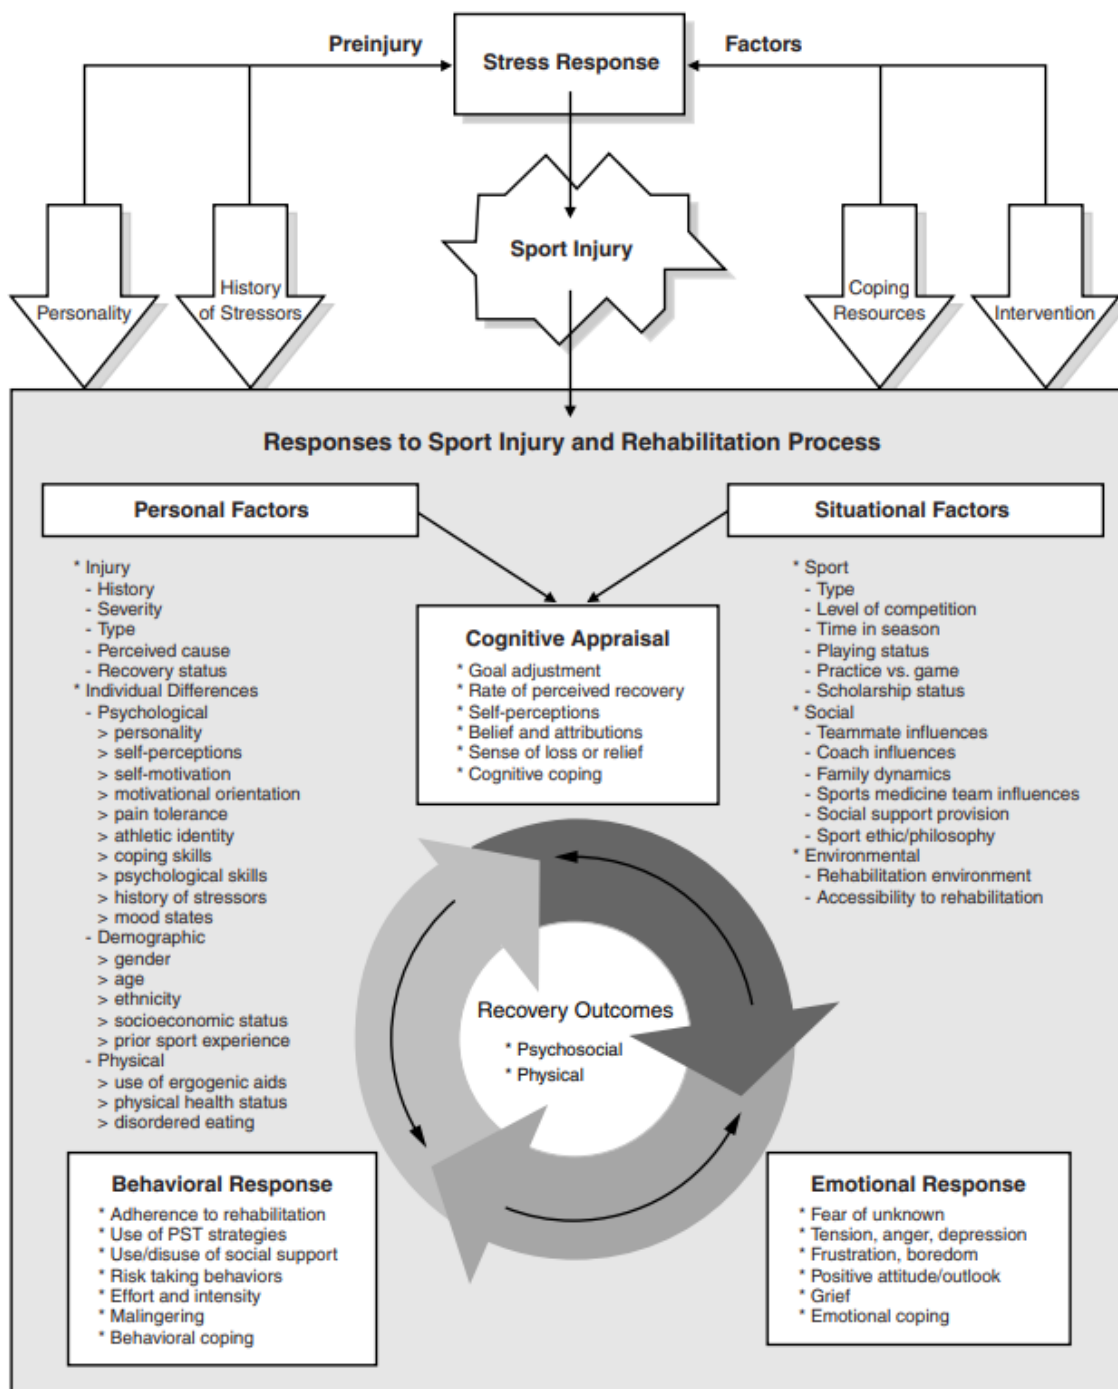 Preinjury
Factors
Stress Response
Sport Injury
Personality
History
of Stressors
Coping
Resources
Intervention
Responses to Sport Injury and Rehabilitation Process
Personal Factors
* Injury
- History
- Severity
- Type
- Perceived cause
- Recovery status
* Individual Differences
- Psychological
> personality
> self-perceptions
> self-motivation
> motivational orientation
> pain tolerance
> athletic identity
> coping skills
> psychological skills
> history of stressors
> mood states
- Demographic
> gender
> age
> ethnicity
> socioeconomic status
> prior sport experience
- Physical
> use of ergogenic aids
> physical health status
> disordered eating
Situational Factors
* Sport
- Type
- Level of competition
- Time in season
- Playing status
- Practice vs. game
- Scholarship status
* Social
- Teammate influences
- Coach influences
- Family dynamics
- Sports medicine team influences
- Social support provision
- Sport ethic/philosophy
* Environmental
- Rehabilitation environment
- Accessibility to rehabilitation
Cognitive Appraisal
* Goal adjustment
* Rate of perceived recovery
* Self-perceptions
* Belief and attributions
* Sense of loss or relief
* Cognitive coping
Recovery Outcomes
* Psychosocial
* Physical
Behavioral Response
* Adherence to rehabilitation
* Use of PST strategies
* Use/disuse of social support
* Risk taking behaviors
* Effort and intensity
* Malingering
* Behavioral coping
Emotional Response
* Fear of unknown
* Tension, anger, depression
* Frustration, boredom
* Positive attitude/outlook
* Grief
* Emotional coping